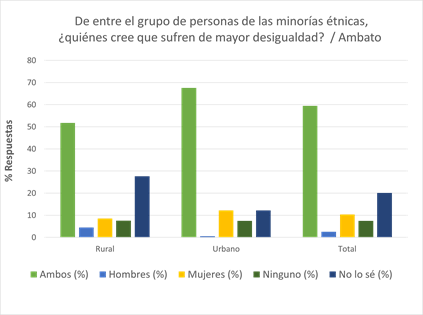 De entre el grupo de personas de las minorías étnicas,
¿quiénes cree que sufren de mayor desigualdad? / Ambato
% Respuestas
80
70
60
50
40
30
20
10
0
Rural Urbano Total
Ambos (%) Hombres (%) Mujeres (%) Ninguno (%) No lo sé (%)